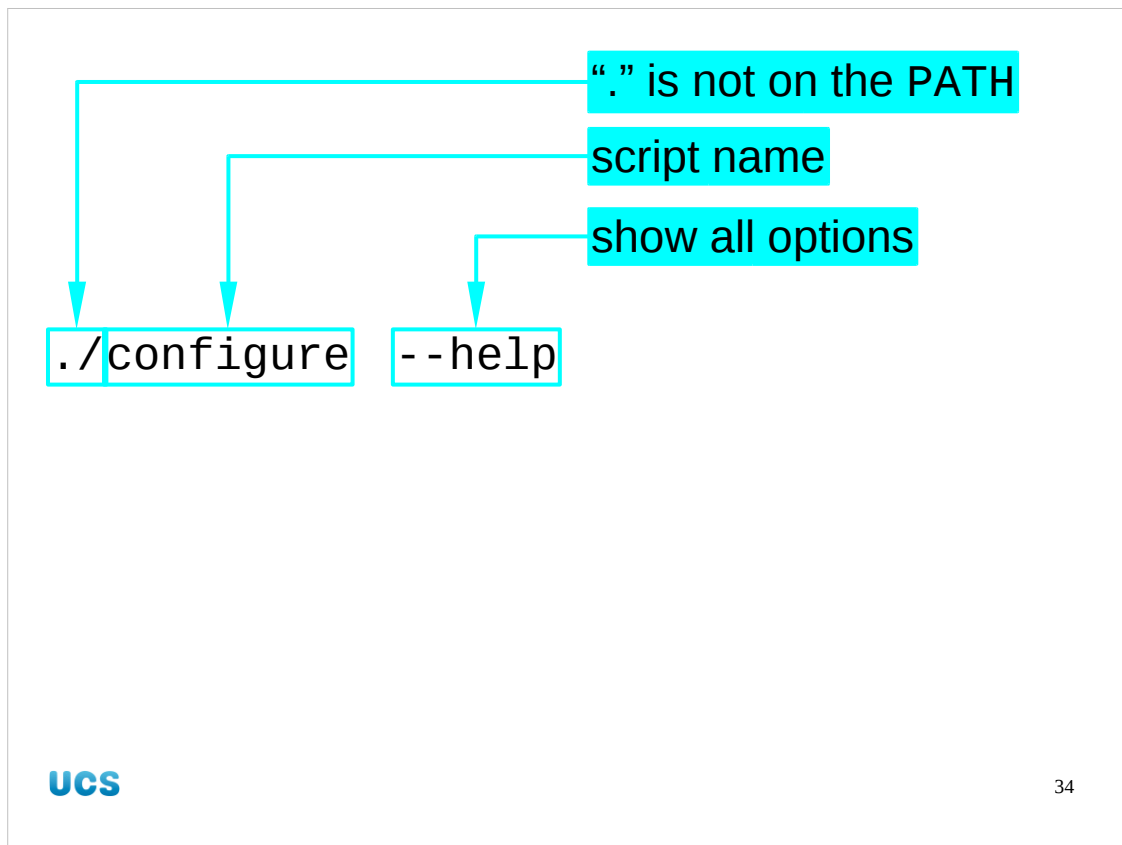 “.” is not on the PATH
script name
show all options
./configure --help
UCS
34